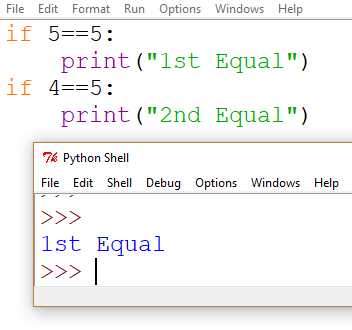 File Edit Format Run Options Windows Help
if 5==5:
    print("1st Equal")
if 4==5:
    print("2nd Equal")
Python Shell
File Edit Shell Debug Options Windows Help
>>>
>>>
1st Equal
>>>